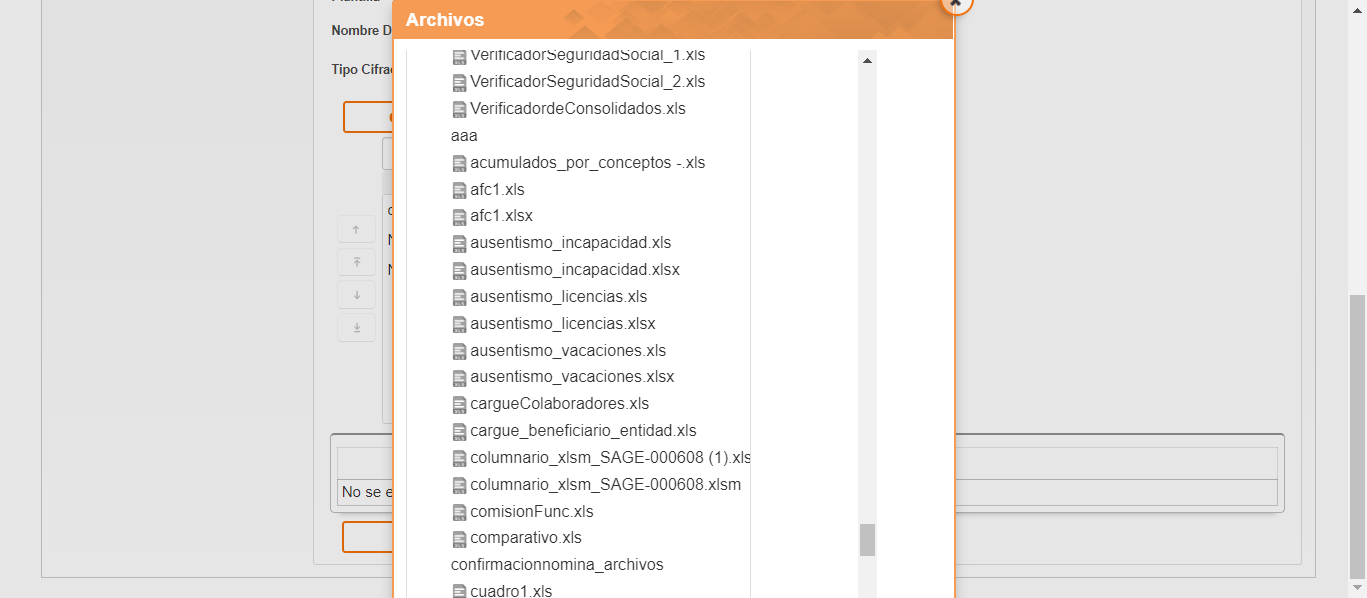 Nombre D
Tipo Cifra
Archivos
VerificadorSeguridadSocial_1.xls
VerificadorSeguridadSocial_2.xls
VerificadordeConsolidados.xls
aaa
acumulados_por_conceptos -.xls
afc1.xls
afc1.xlsx
ausentismo_incapacidad.xls
ausentismo_incapacidad.xlsx
ausentismo_licencias.xls
ausentismo_licencias.xlsx
ausentismo_vacaciones.xls
ausentismo_vacaciones.xlsx
cargueColaboradores.xls
cargue_beneficiario_entidad.xls
columnario_xlsm_SAGE-000608 (1).xls
columnario_xlsm_SAGE-000608.xlsm
comisionFunc.xls
comparativo.xls
confirmacionnomina_archivos
cuadro1.xls
No se e